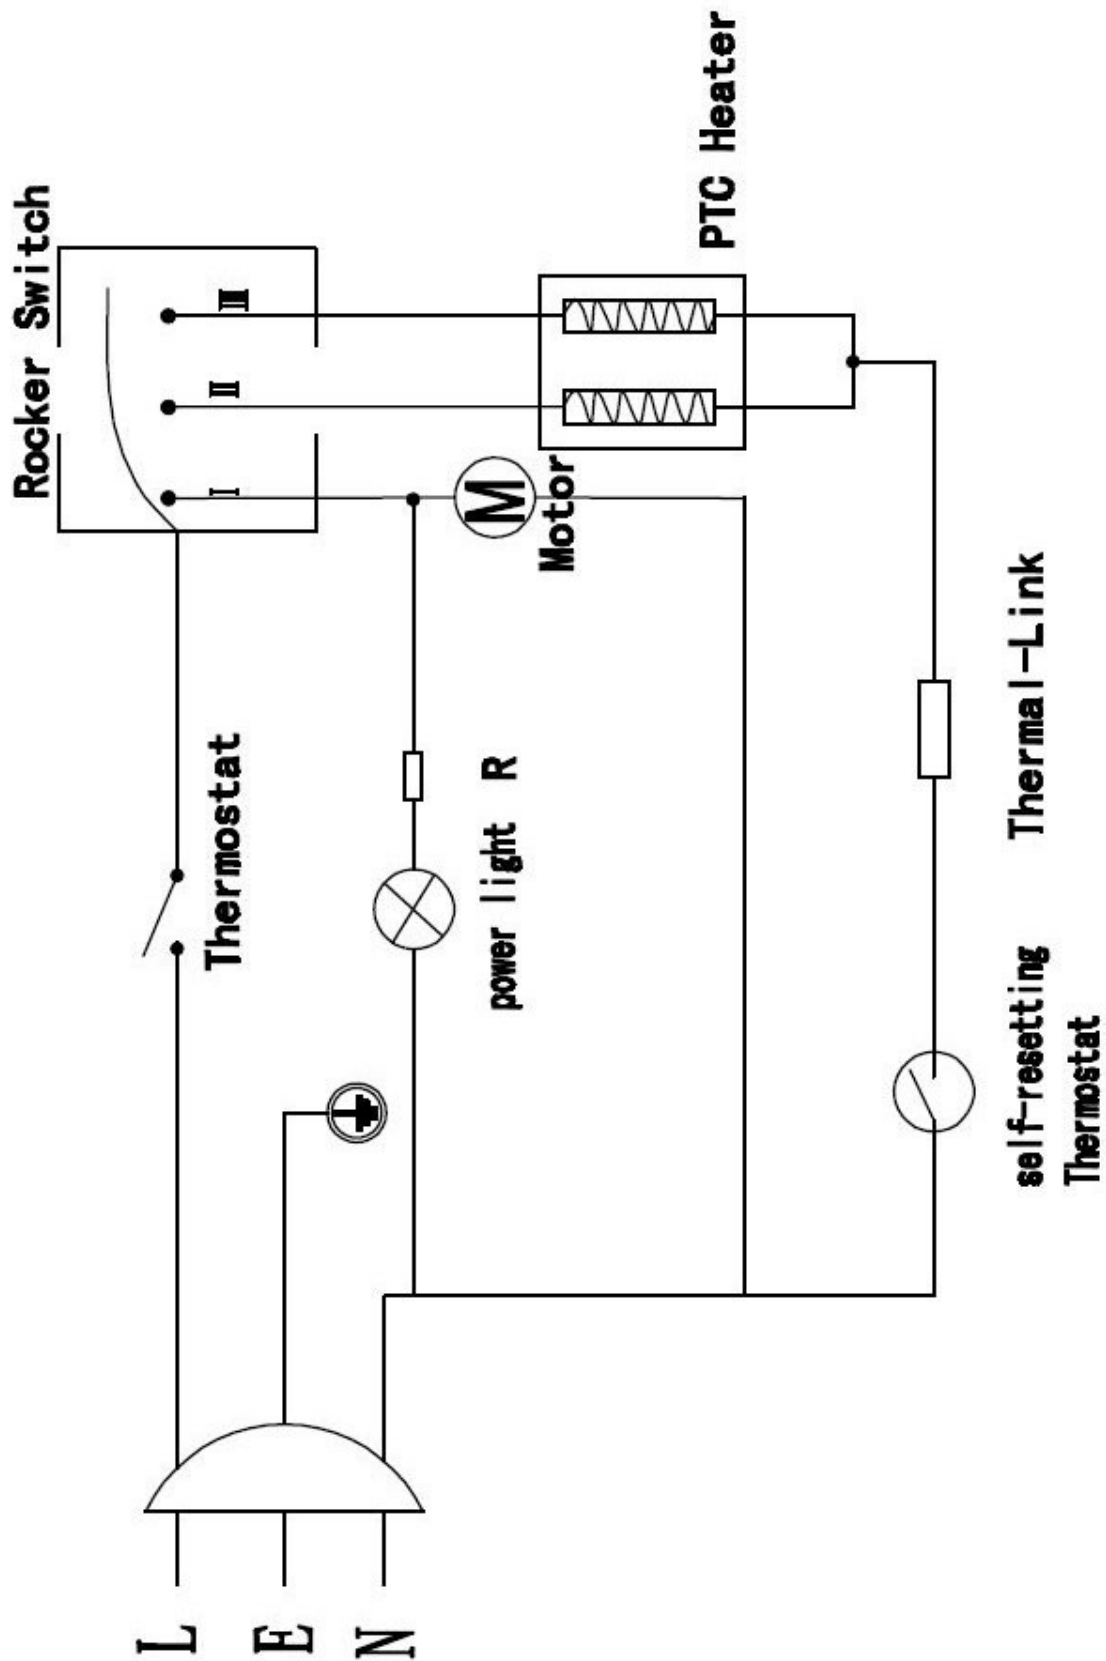 Rocker Switch
I
II
III
PTC Heater
M
Motor
Thermostat
power light R
Thermal-Link
self-resetting
Thermostat
L
E
N